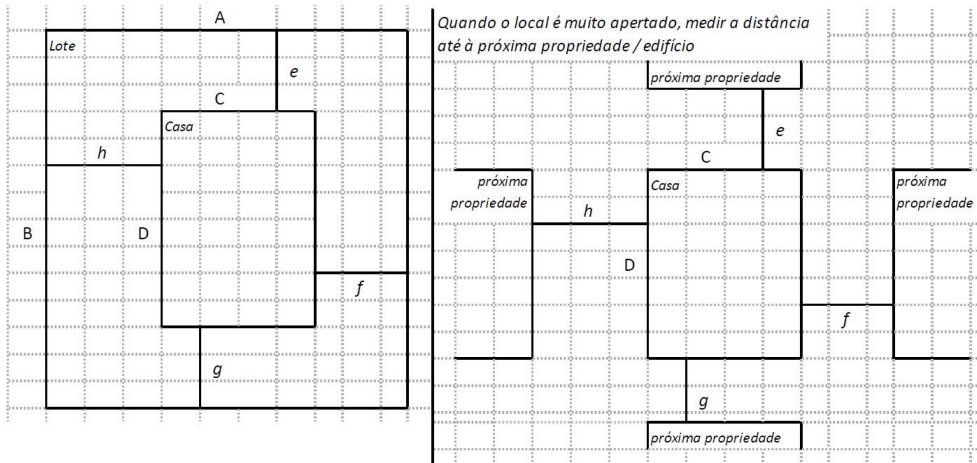 A
Lote
e
C
Casa
h
B
D
f
g
Quando o local é muito apertado, medir a distância
até à próxima propriedade / edifício
próxima propriedade
e
C
próxima
propriedade
Casa
próxima
propriedade
h
D
f
g
próxima propriedade